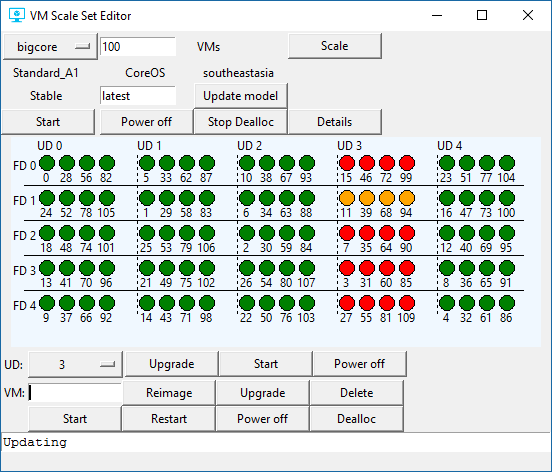 VM Scale Set Editor
bigcore 100 VMs Scale
Standard_A1 CoreOS southeastasia
Stable latest Update model
Start Power off Stop Dealloc Details
UD 0 UD 1 UD 2 UD 3 UD 4
FD 0
0 28 56 82 5 33 62 87 10 38 67 93 15 46 72 99 23 51 77 104
FD 1
24 52 78 105 1 29 58 83 6 34 63 88 11 39 68 94 16 47 73 100
FD 2
18 48 74 101 25 53 79 106 2 30 59 84 7 35 64 90 12 40 69 95
FD 3
13 41 70 96 21 49 75 102 26 54 80 107 3 31 60 85 8 36 65 91
FD 4
9 37 66 92 14 43 71 98 22 50 76 103 27 55 81 109 4 32 61 86
UD: 3 Upgrade Start Power off
VM: Reimage Upgrade Delete
Start Restart Power off Dealloc
Updating